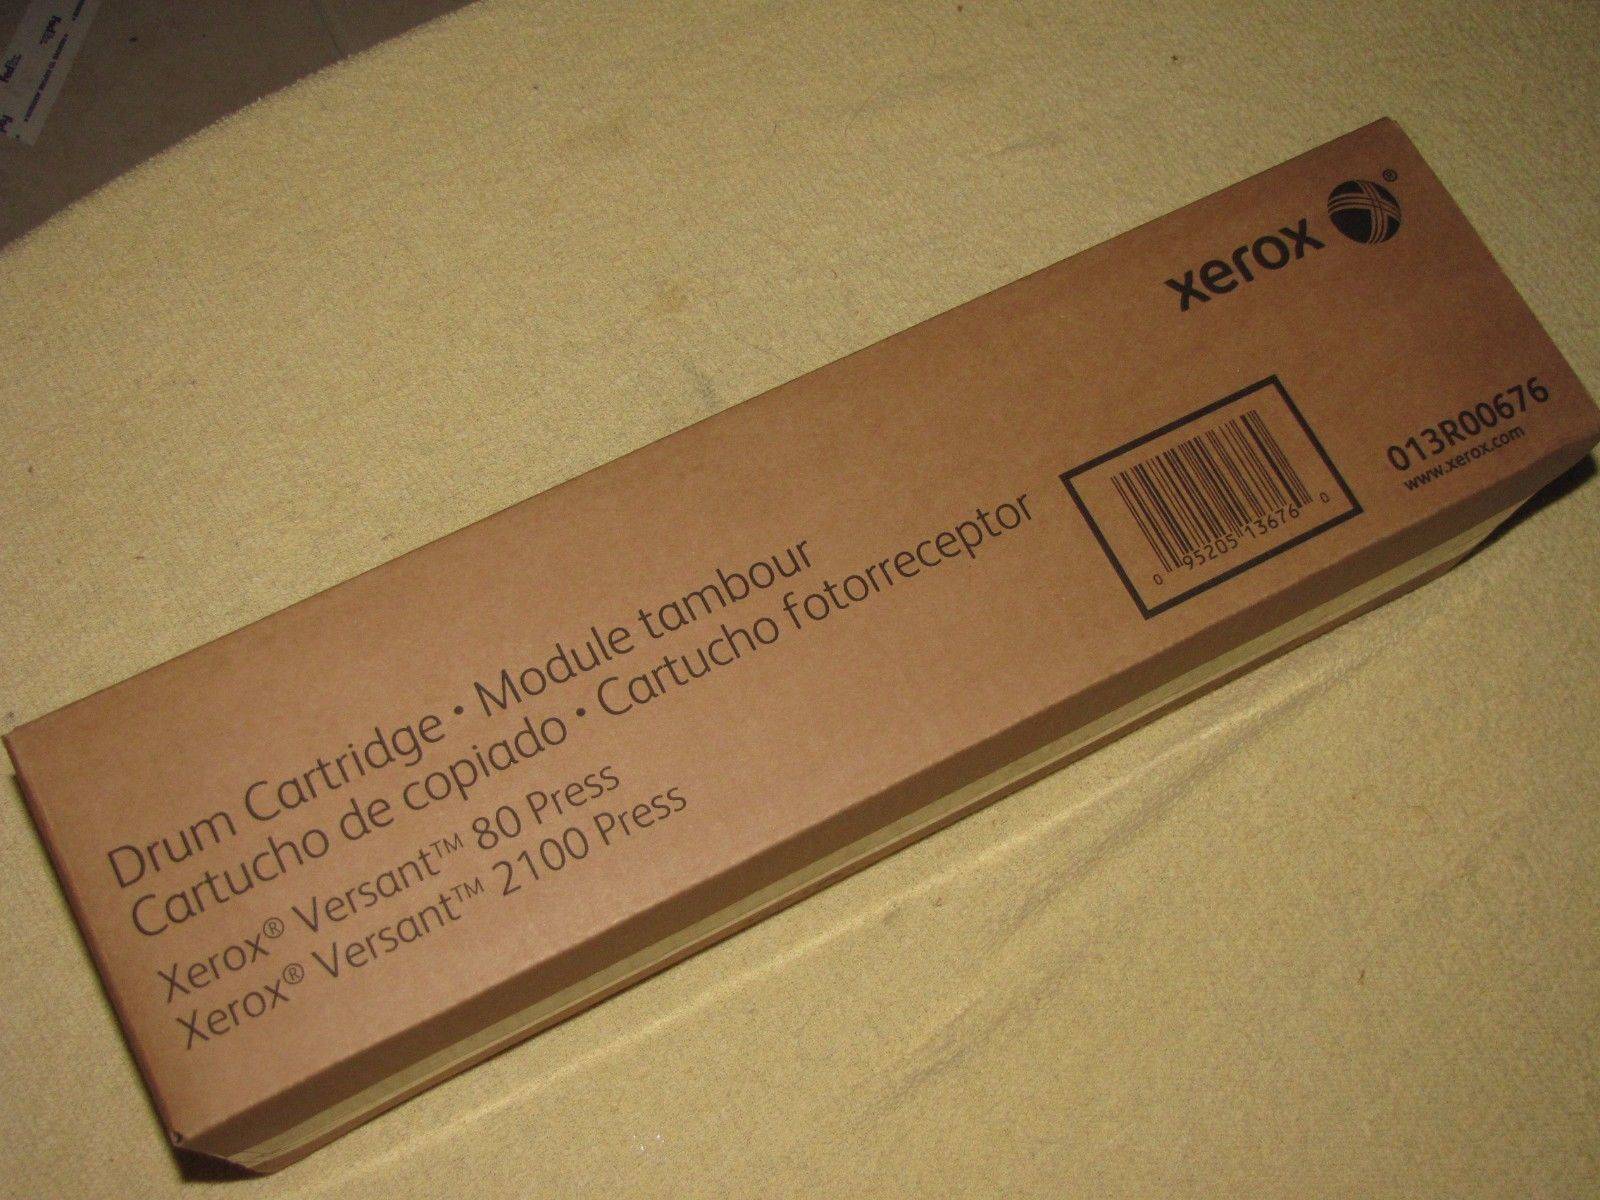 xerox ®
Drum Cartridge • Module tambour
Cartucho de copiado • Cartucho fotorreceptor
Xerox® Versant™ 80 Press
Xerox® Versant™ 2100 Press
0 95205 13676 0
013R00676
www.xerox.com